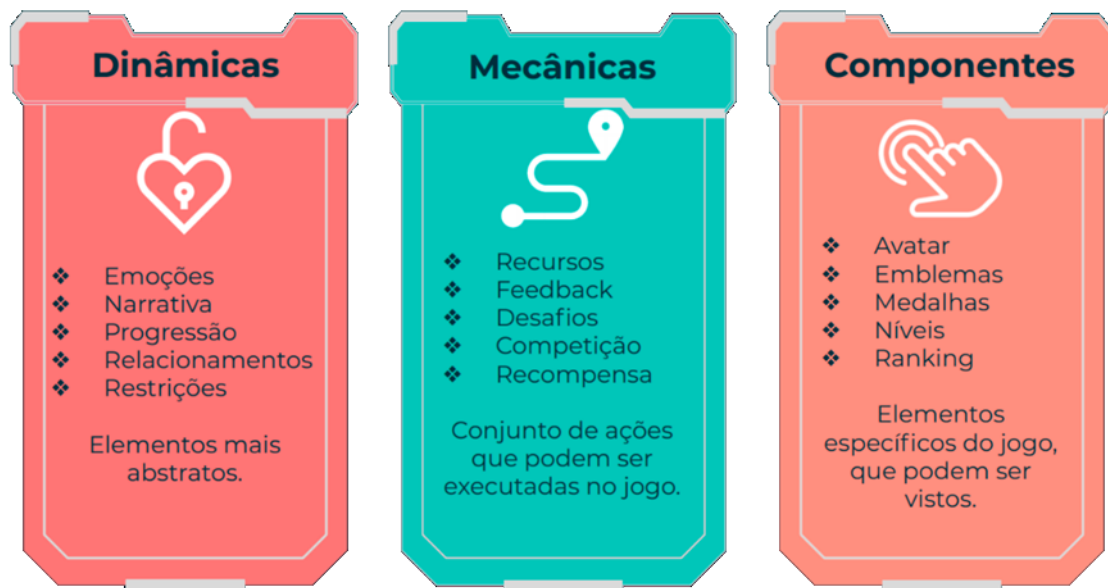 Dinâmicas
❖ Emoções
❖ Narrativa
❖ Progressão
❖ Relacionamentos
❖ Restrições
Elementos mais
abstratos.
Mecânicas
❖ Recursos
❖ Feedback
❖ Desafios
❖ Competição
❖ Recompensa
Conjunto de ações
que podem ser
executadas no jogo.
Componentes
❖ Avatar
❖ Emblemas
❖ Medalhas
❖ Níveis
❖ Ranking
Elementos
específicos do jogo,
que podem ser
vistos.